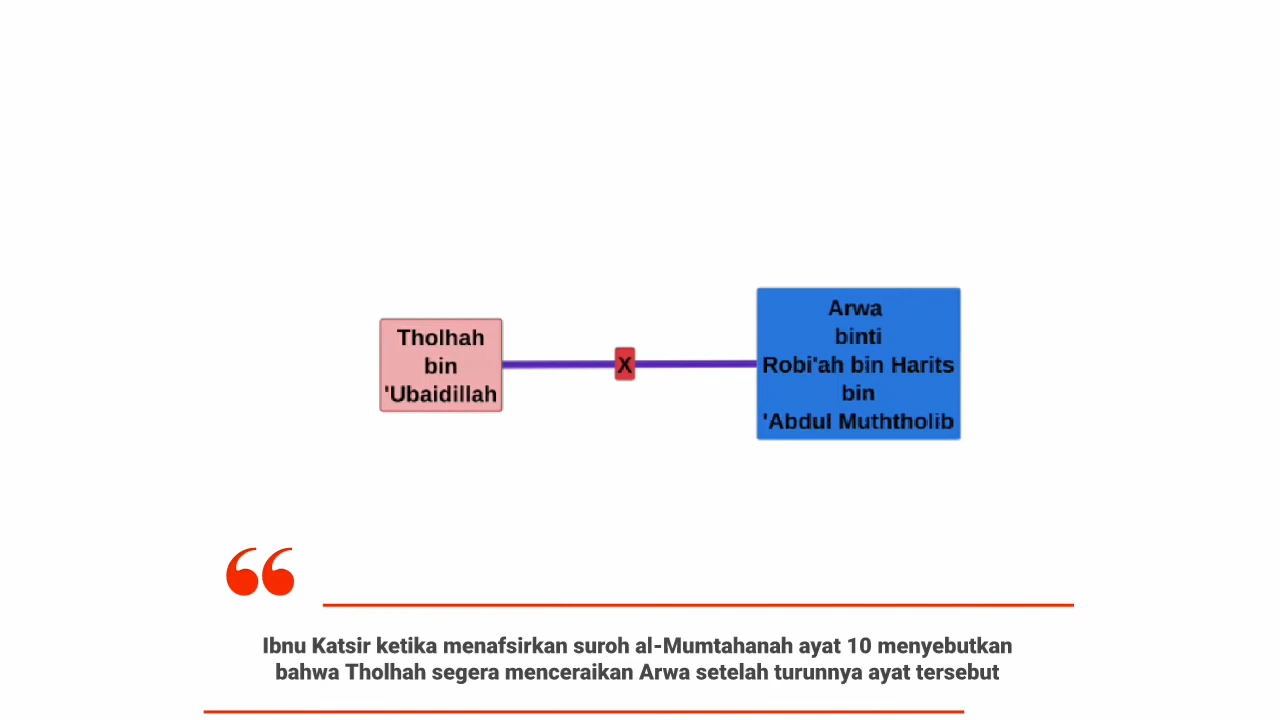 Tholhah
bin
'Ubaidillah
X
Arwa
binti
Robi'ah bin Harits
bin
'Abdul Muththolib
Ibnu Katsir ketika menafsirkan suroh al-Mumtahanah ayat 10 menyebutkan
bahwa Tholhah segera menceraikan Arwa setelah turunnya ayat tersebut